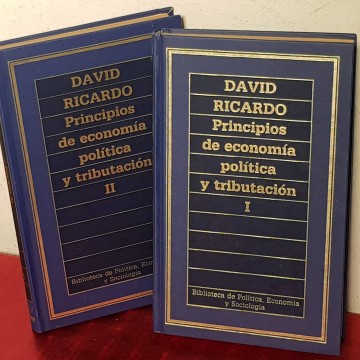 DAVID
RICARDO
Principios
de economía
política
y tributación
II
Biblioteca de Política, Econo
y Sociología
DAVID
RICARDO
Principios
de economía
política
y tributación
I
Biblioteca de Política, Economía
y Sociología